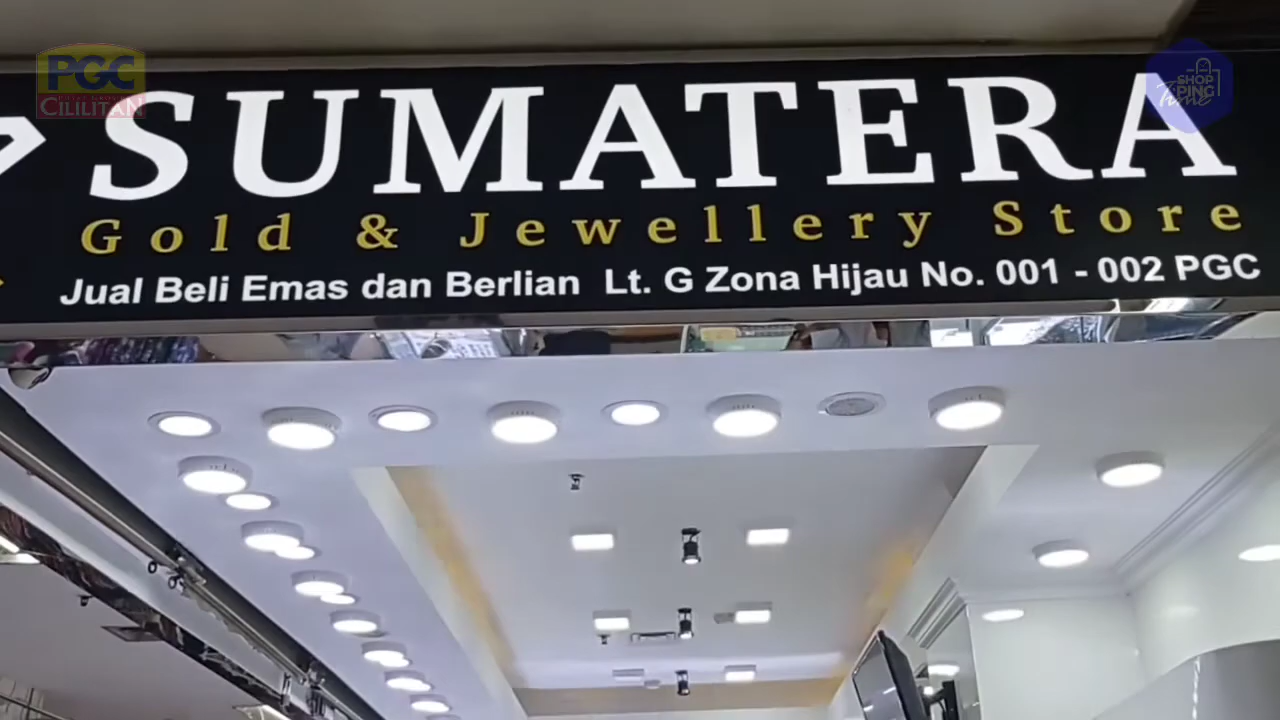 PGC
CILILITAN
SHOP
PING
Time
SUMATERA
Gold & Jewellery Store
Jual Beli Emas dan Berlian Lt. G Zona Hijau No. 001 - 002 PGC